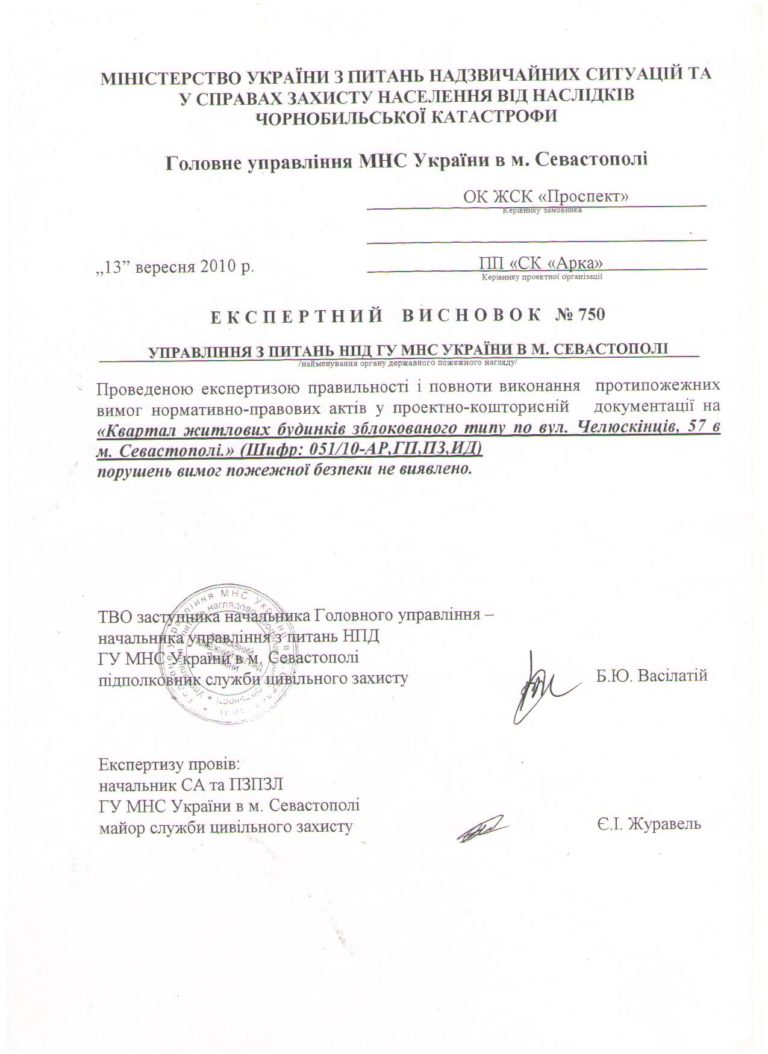 МІНІСТЕРСТВО УКРАЇНИ З ПИТАНЬ НАДЗВИЧАЙНИХ СИТУАЦІЙ ТА
У СПРАВАХ ЗАХИСТУ НАСЕЛЕННЯ ВІД НАСЛІДКІВ
ЧОРНОБИЛЬСЬКОЇ КАТАСТРОФИ
Головне управління МНС України в м. Севастополі
ОК ЖСК «Проспект»
Керівнику замовника
„13” вересня 2010 р.
ПП «СК «Арка»
Керівнику проектної організації
ЕКСПЕРТНИЙ ВИСНОВОК № 750
УПРАВЛІННЯ З ПИТАНЬ НПД ГУ МНС УКРАЇНИ В М. СЕВАСТОПОЛІ
/найменування органу державного пожежного нагляду/
Проведеною експертизою правильності і повноти виконання протипожежних
вимог нормативно-правових актів у проектно-кошторисній документації на
«Квартал житлових будинків зблокованого типу по вул. Челюскінців, 57 в
м. Севастополі.» (Шифр: 051/10-АР,ГП,ПЗ,ИД)
порушень вимог пожежної безпеки не виявлено.
ТВО заступника начальника Головного управління –
начальника управління з питань НПД
ГУ МНС України в м. Севастополі
підполковник служби цивільного захисту
Б.Ю. Васілатій
Експертизу провів:
начальник СА та ПЗПЗЛ
ГУ МНС України в м. Севастополі
майор служби цивільного захисту
Є.І. Журавель